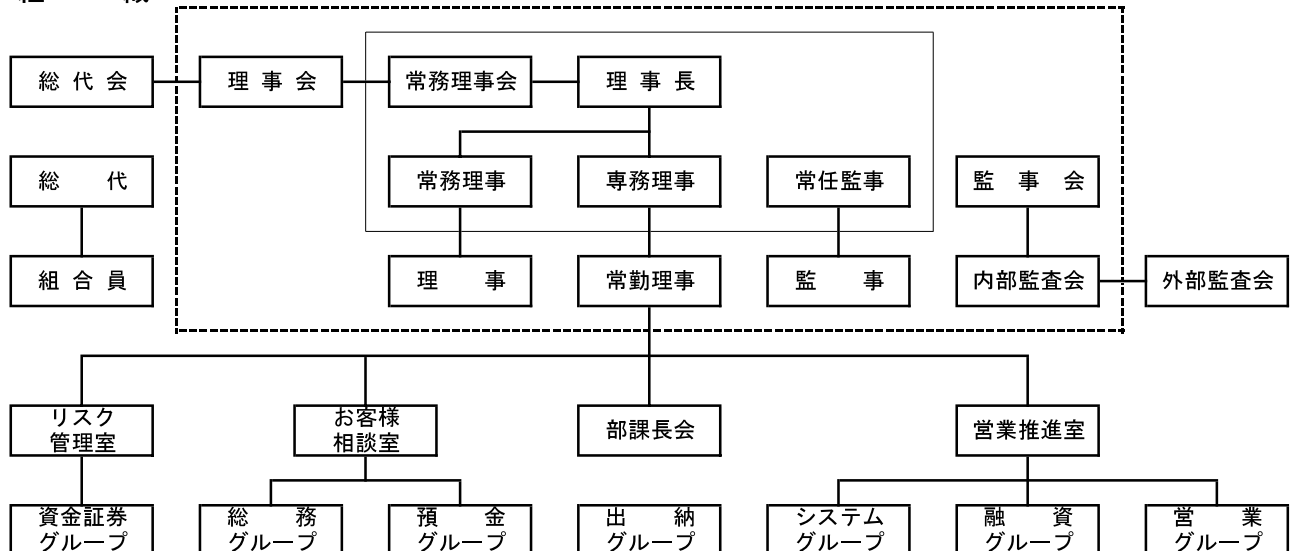 組 織
総 代 会
理 事 会
常務理事会
理 事 長
総 代
常務理事
専務理事
常任監事
監 事 会
組 合 員
理 事
常勤理事
監 事
内部監査会
外部監査会
リスク
管理室
お客様
相談室
部課長会
営業推進室
資金証券
グループ
総 務
グループ
預 金
グループ
出 納
グループ
システム
グループ
融 資
グループ
営 業
グループ